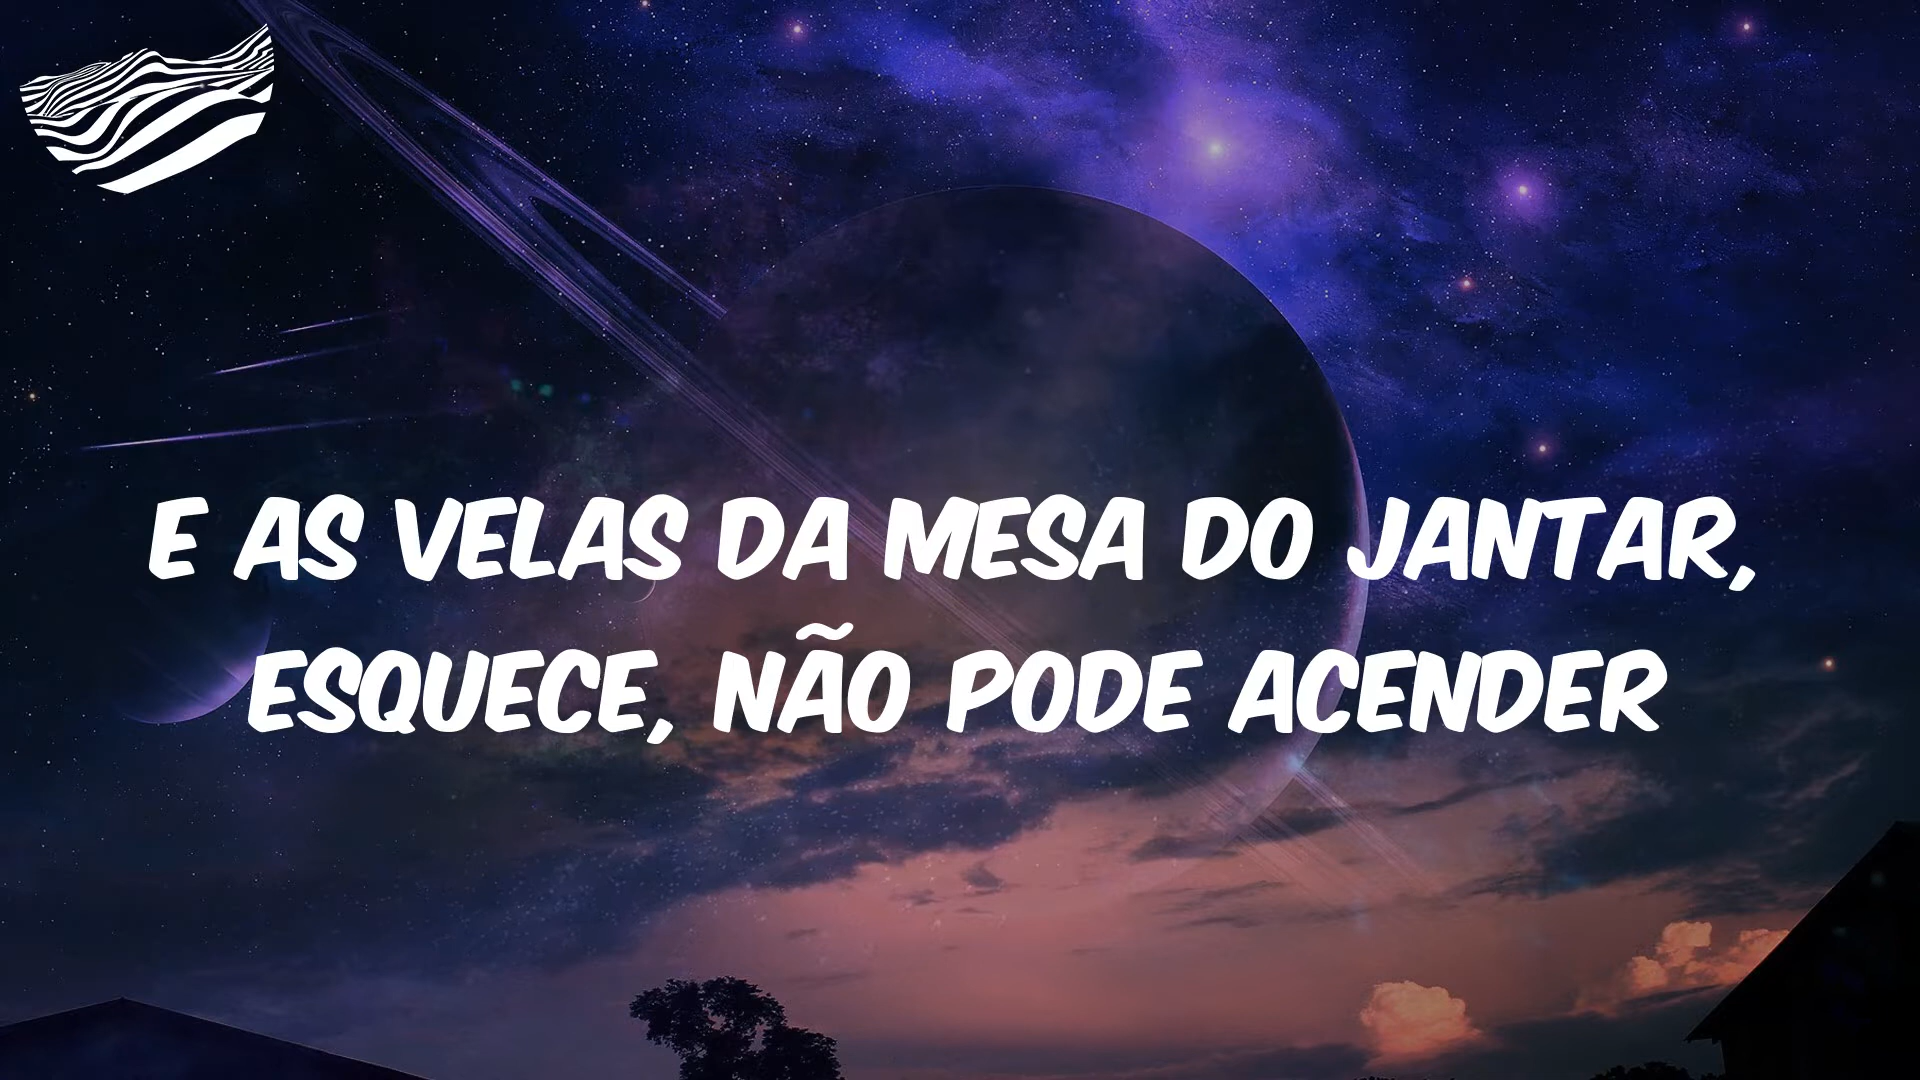 E AS VELAS DA MESA DO JANTAR,
ESQUECE, NÃO PODE ACENDER